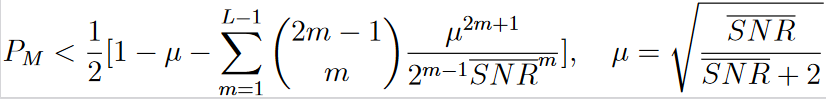 $P_M < \frac{1}{2}[1 - \mu - \sum_{m=1}^{L-1} \binom{2m-1}{m} \frac{\mu^{2m+1}}{2^{m-1}\overline{SNR}^m}], \quad \mu = \sqrt{\frac{\overline{SNR}}{\overline{SNR}+2}}$